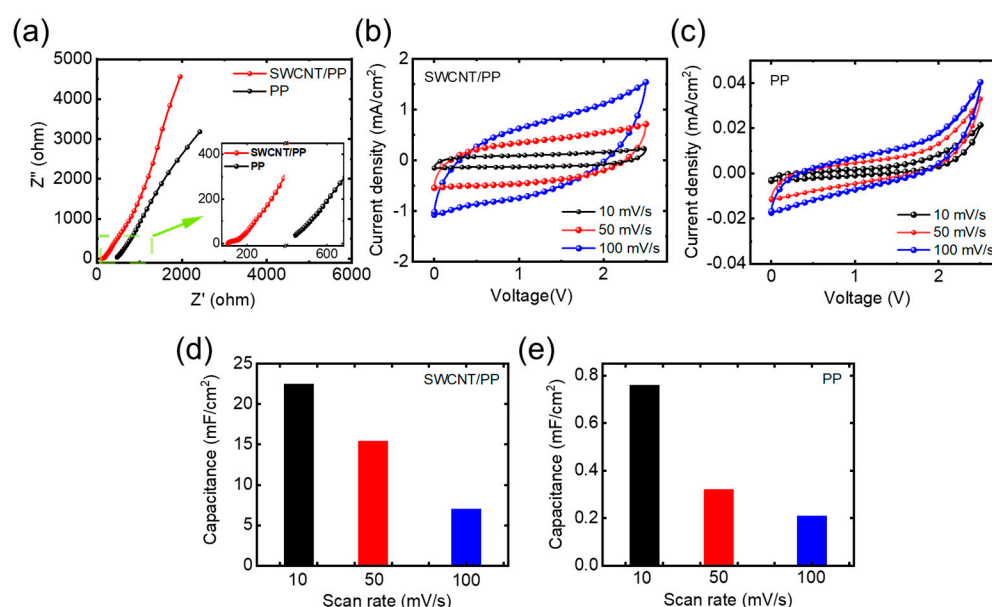 (a)
5000
4000
3000
2000
1000
0
Z'' (ohm)
0 2000 4000 6000
Z' (ohm)
SWCNT/PP
PP
400
200
0
200 600
SWCNT/PP
PP
(b)
2
1
0
-1
-2
Current density (mA/cm²)
0 1 2
Voltage(V)
SWCNT/PP
10 mV/s
50 mV/s
100 mV/s
(c)
0.04
0.02
0.00
-0.02
-0.04
Current density (mA/cm²)
0 1 2
Voltage (V)
PP
10 mV/s
50 mV/s
100 mV/s
(d)
25
20
15
10
5
0
Capacitance (mF/cm²)
10 50 100
Scan rate (mV/s)
SWCNT/PP
(e)
0.8
0.6
0.4
0.2
0.0
Capacitance (mF/cm²)
10 50 100
Scan rate (mV/s)
PP